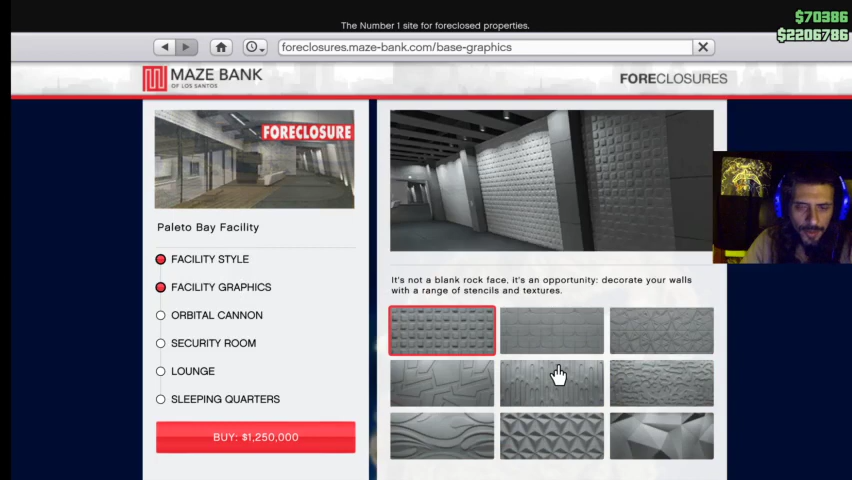 The Number 1 site for foreclosed properties.
$70386
$2206786
foreclosures.maze-bank.com/base-graphics
MAZE BANK
OF LOS SANTOS
FORECLOSURES
FORECLOSURE
Paleto Bay Facility
FACILITY STYLE
FACILITY GRAPHICS
ORBITAL CANNON
SECURITY ROOM
LOUNGE
SLEEPING QUARTERS
BUY: $1,250,000
It's not a blank rock face, it's an opportunity: decorate your walls
with a range of stencils and textures.